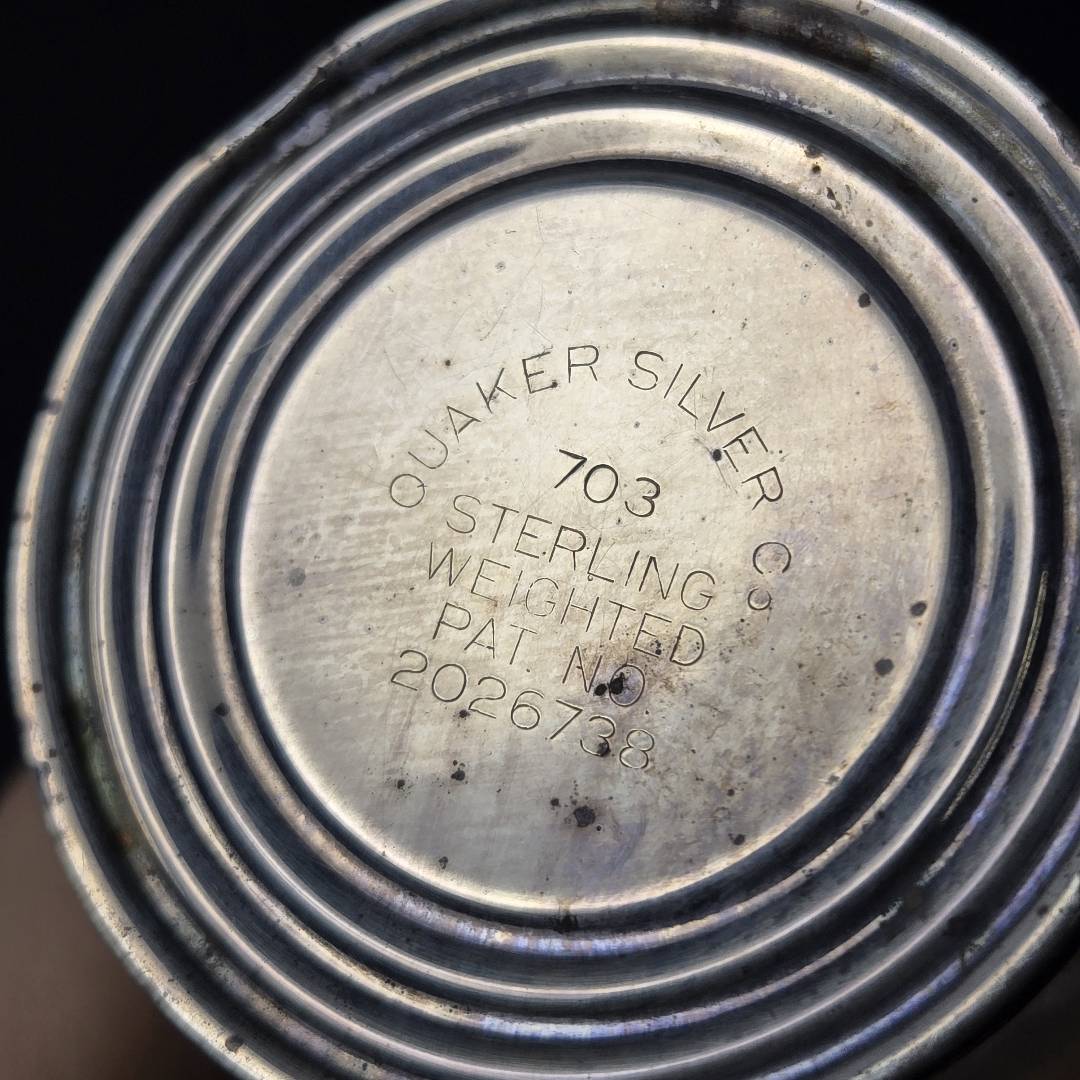 QUAKER SILVER Co
703
STERLING
WEIGHTED
PAT. NO.
2026738